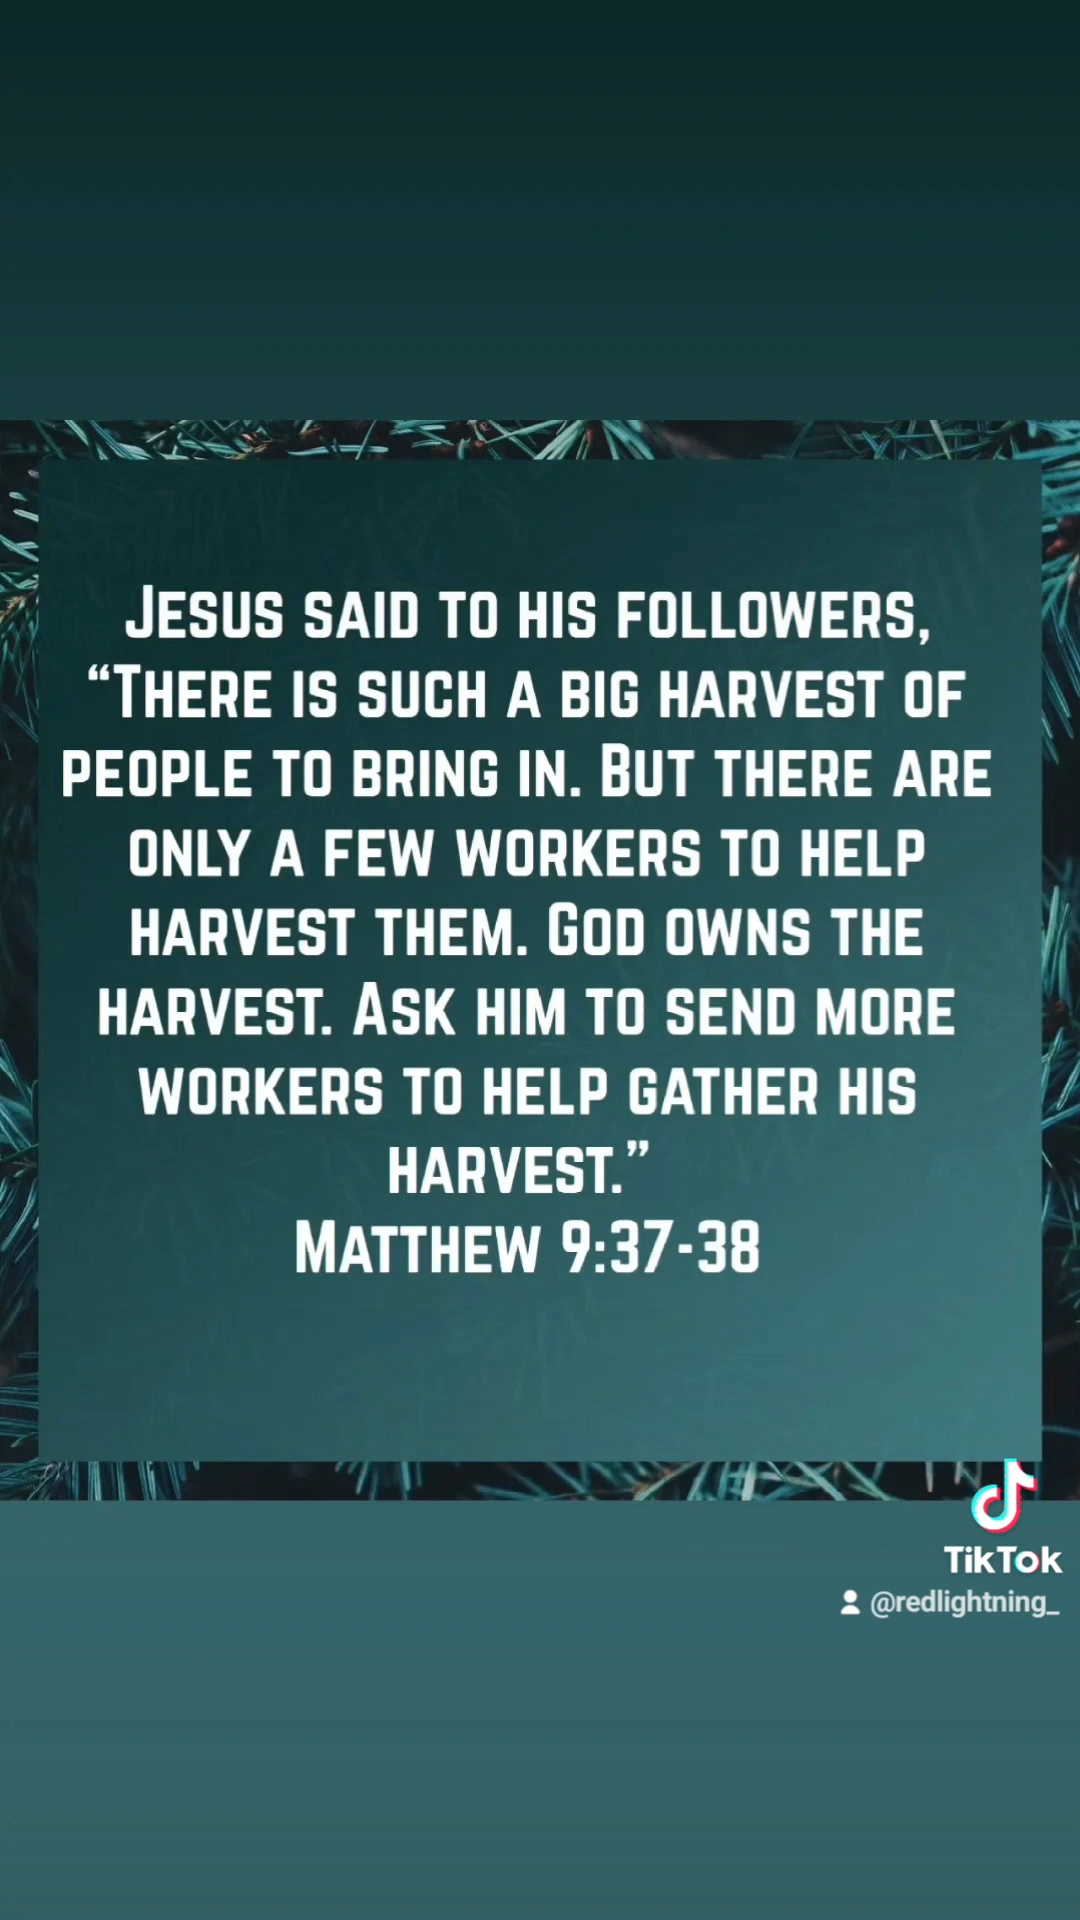 Jesus said to his followers,
“There is such a big harvest of
people to bring in. But there are
only a few workers to help
harvest them. God owns the
harvest. Ask him to send more
workers to help gather his
harvest.”
Matthew 9:37-38
TikTok
@redlightning_